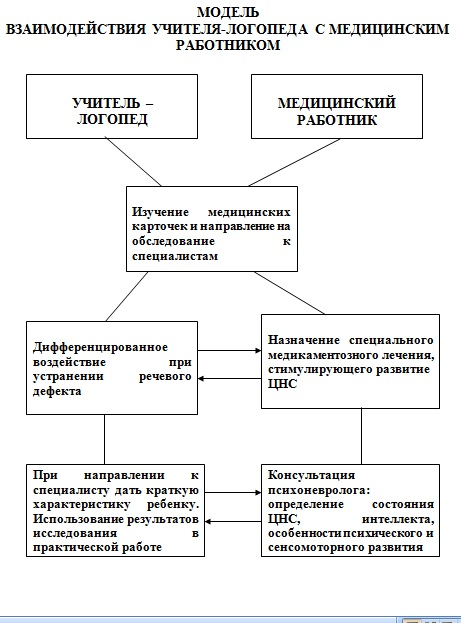 МОДЕЛЬ
ВЗАИМОДЕЙСТВИЯ УЧИТЕЛЯ-ЛОГОПЕДА С МЕДИЦИНСКИМ
РАБОТНИКОМ
УЧИТЕЛЬ –
ЛОГОПЕД
МЕДИЦИНСКИЙ
РАБОТНИК
Изучение медицинских
карточек и направление на
обследование к
специалистам
Дифференцированное
воздействие при
устранении речевого
дефекта
Назначение специального
медикаментозного лечения,
стимулирующего развитие
ЦНС
При направлении к
специалисту дать краткую
характеристику ребенку.
Использование результатов
исследования в
практической работе
Консультация
психоневролога:
определение состояния
ЦНС, интеллекта,
особенности психического и
сенсомоторного развития